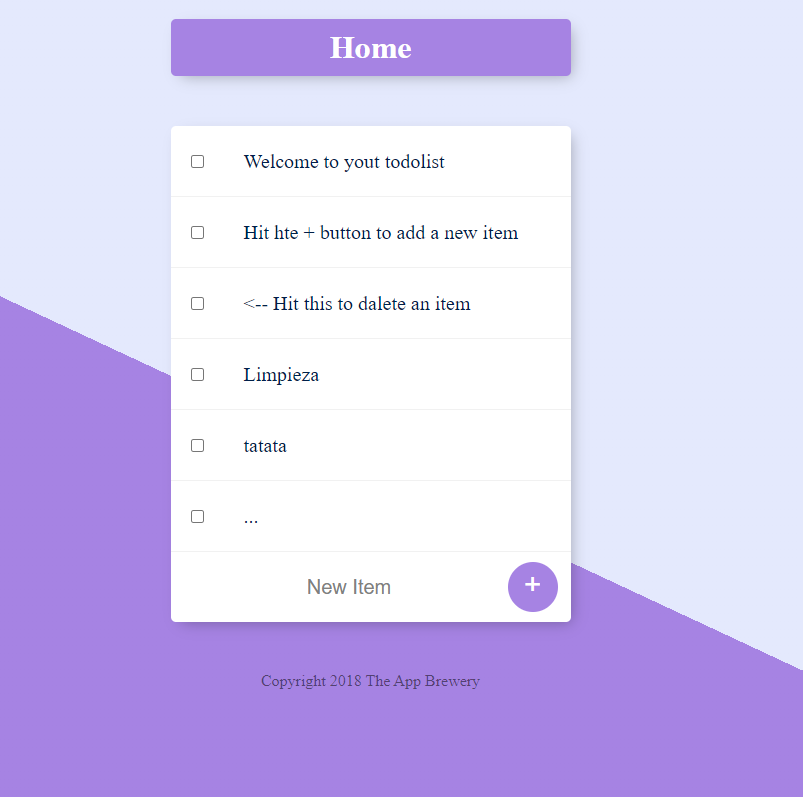 Home
Welcome to yout todolist
Hit hte + button to add a new item
<-- Hit this to dalete an item
Limpieza
tatata
...
New Item +
Copyright 2018 The App Brewery